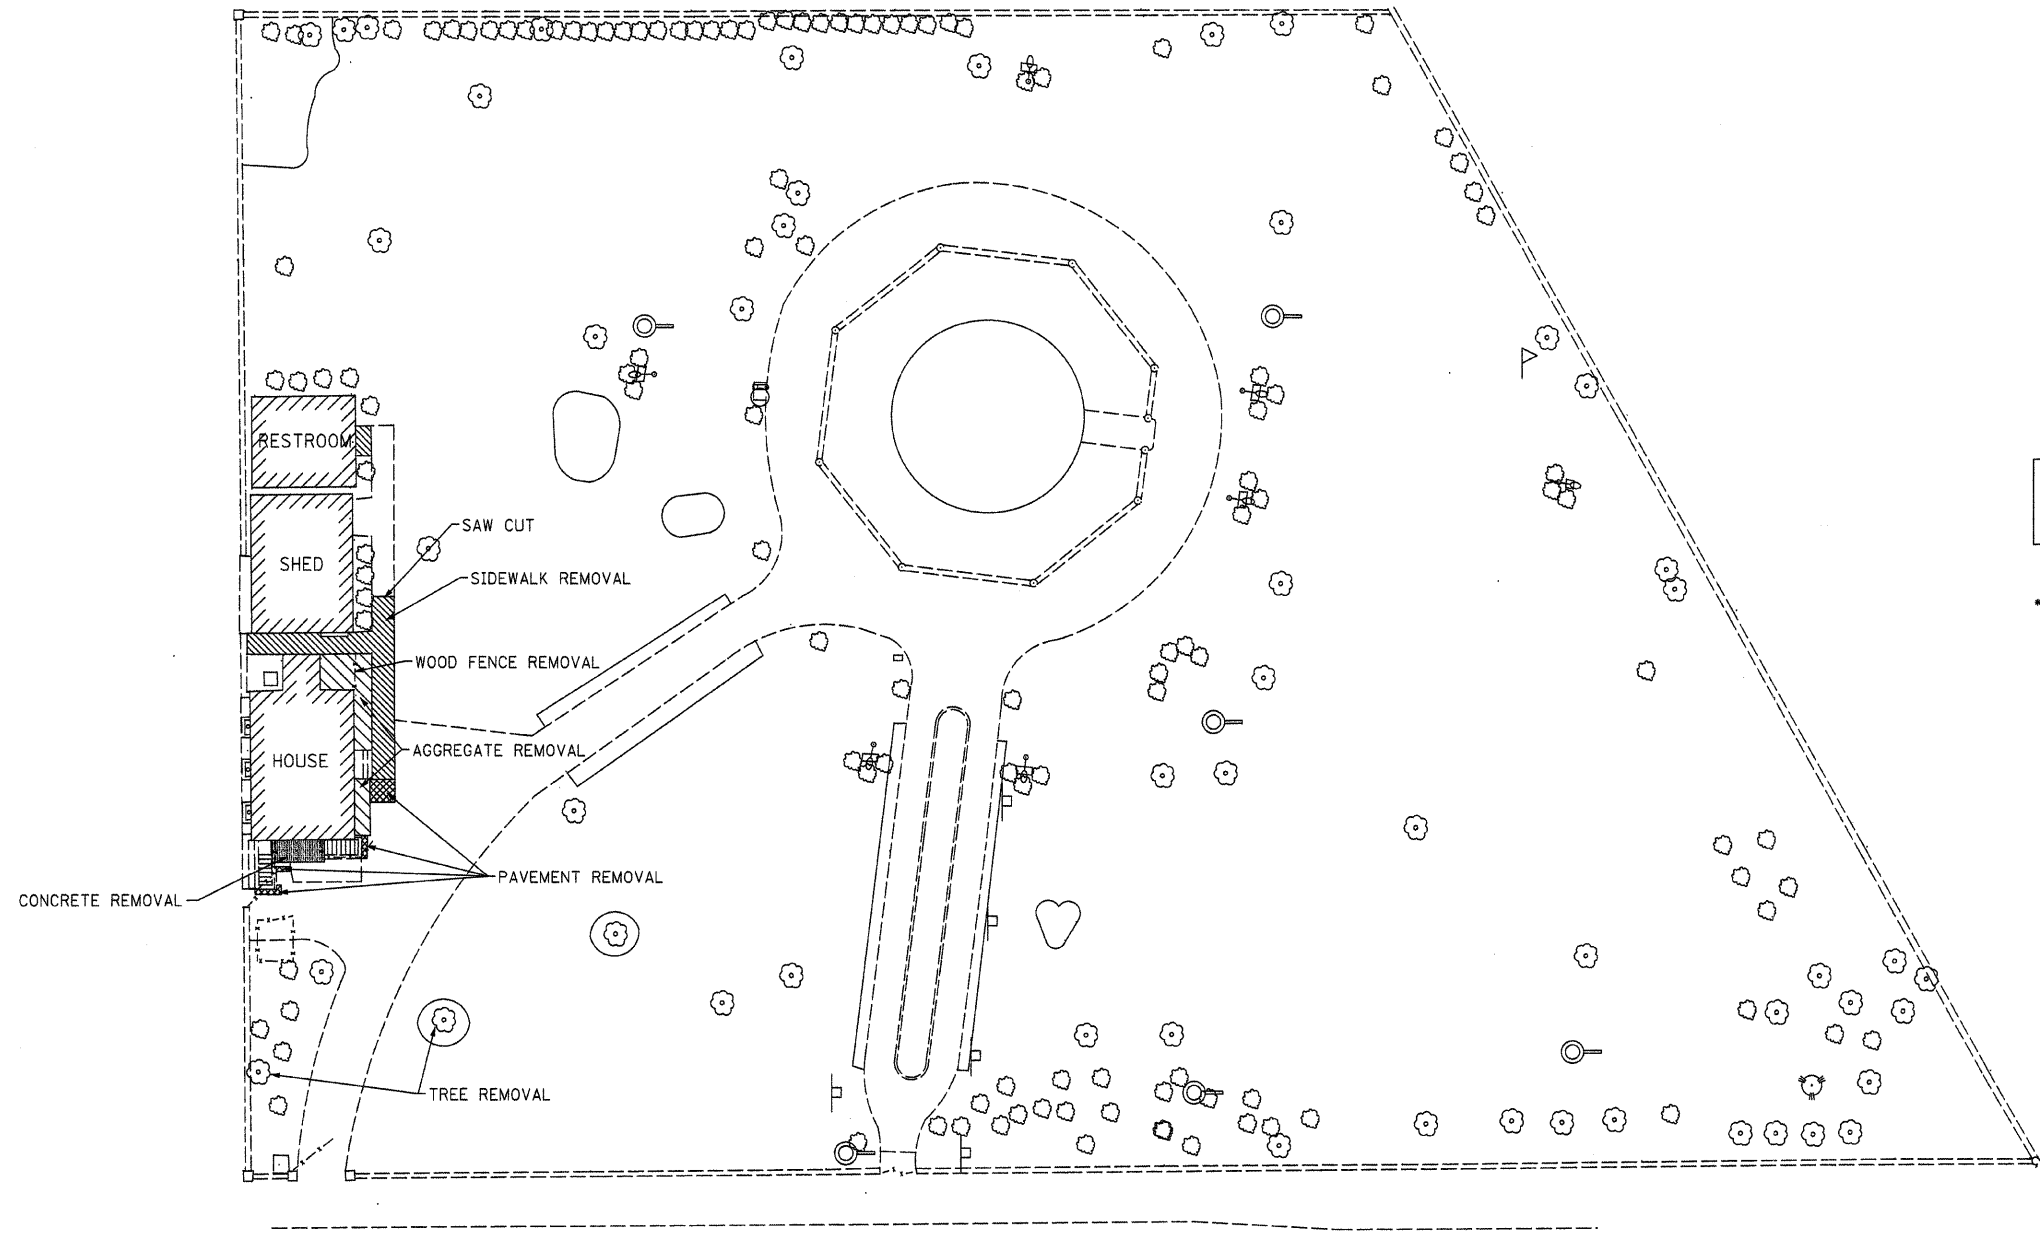 RESTROOM
SAW CUT
SHED
SIDEWALK REMOVAL
WOOD FENCE REMOVAL
AGGREGATE REMOVAL
HOUSE
PAVEMENT REMOVAL
CONCRETE REMOVAL
TREE REMOVAL